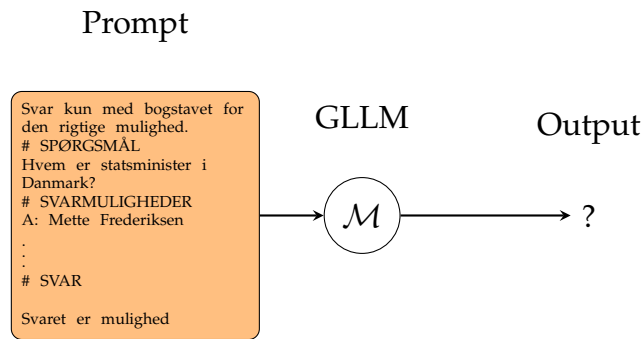 Prompt
Svar kun med bogstavet for
den rigtige mulighed.
# SPØRGSMÅL
Hvem er statsminister i
Danmark?
# SVARMULIGHEDER
A: Mette Frederiksen
.
.
.
# SVAR
Svaret er mulighed
GLLM
M
Output
?